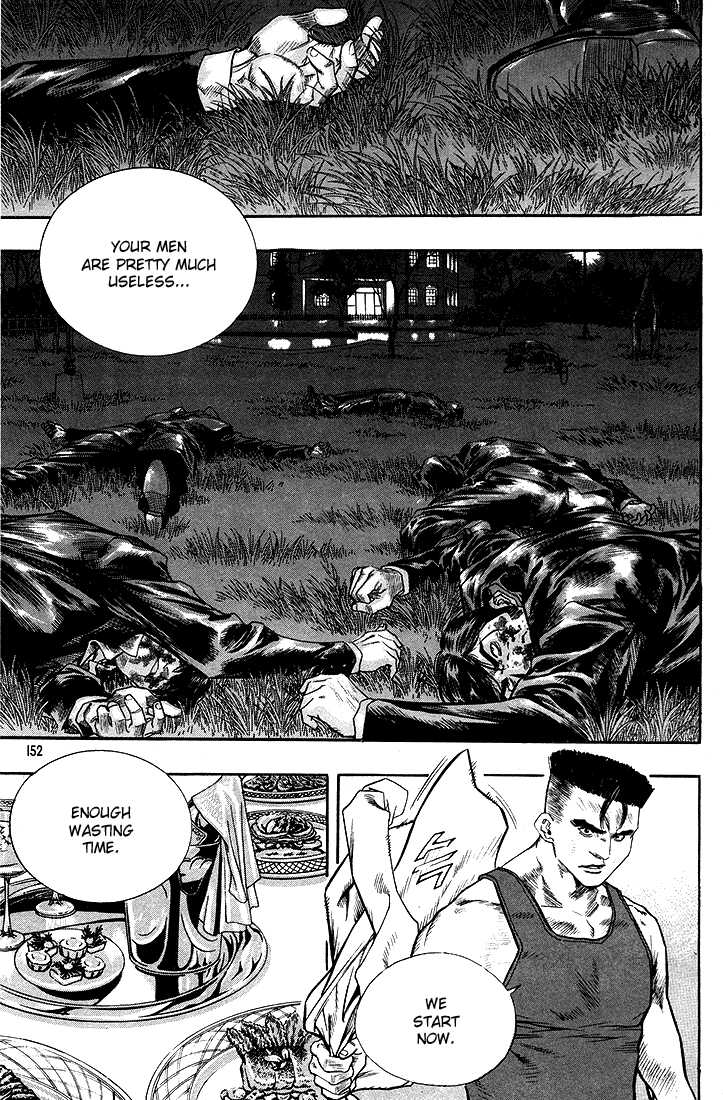 YOUR MEN
ARE PRETTY MUCH
USELESS...
152
ENOUGH
WASTING
TIME.
WE
START
NOW.